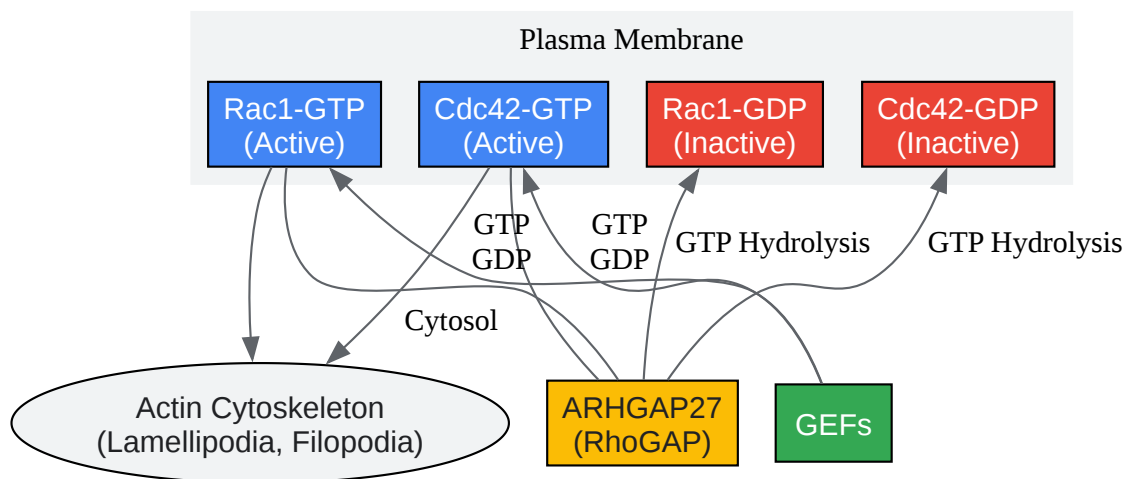 Plasma Membrane
Rac1-GTP
(Active)
Cdc42-GTP
(Active)
Rac1-GDP
(Inactive)
Cdc42-GDP
(Inactive)
GTP
GDP
GTP
GDP
GTP Hydrolysis
GTP Hydrolysis
Cytosol
Actin Cytoskeleton
(Lamellipodia, Filopodia)
ARHGAP27
(RhoGAP)
GEFs